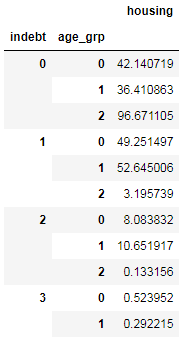 housing
indebt age_grp
0 0 42.140719
1 36.410863
2 96.671105
1 0 49.251497
1 52.645006
2 3.195739
2 0 8.083832
1 10.651917
2 0.133156
3 0 0.523952
1 0.292215